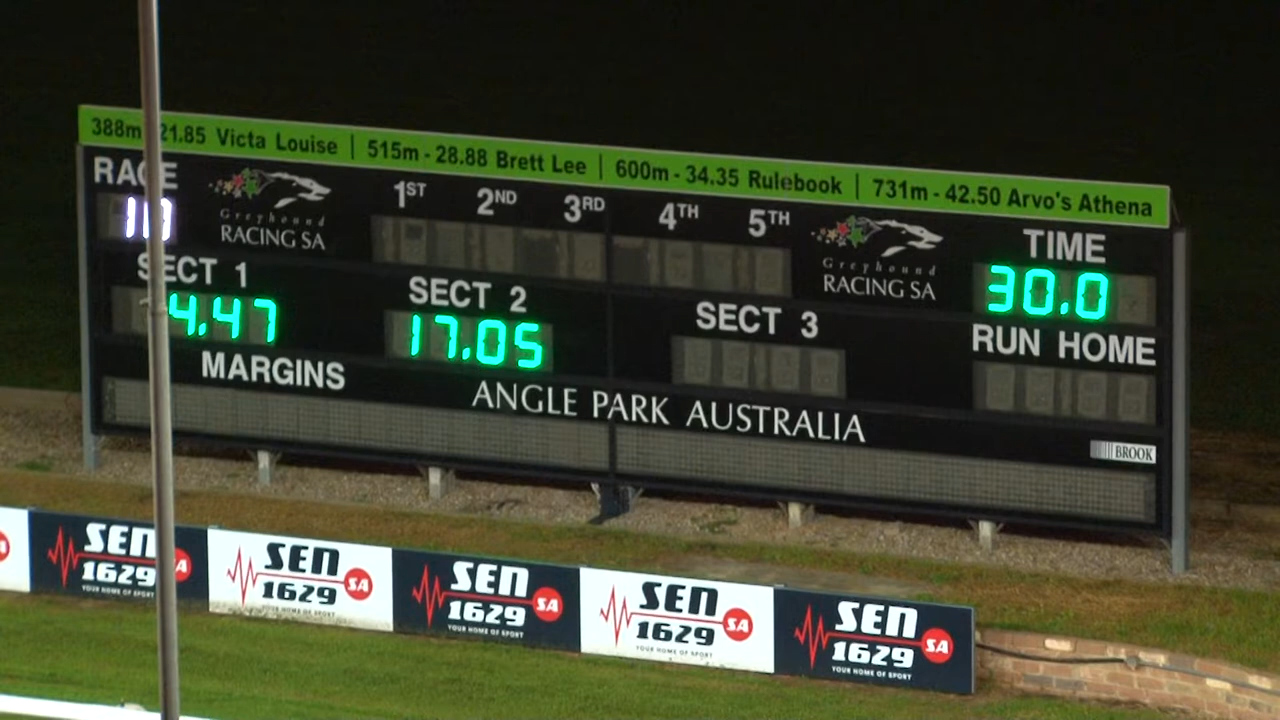 388m 21.85 Victa Louise | 515m - 28.88 Brett Lee | 600m - 34.35 Rulebook | 731m - 42.50 Arvo's Athena
RACE
Greyhound
RACING SA
1ST 2ND 3RD 4TH 5TH
Greyhound
RACING SA
TIME
30.0
SECT 1
4.47
SECT 2
17.05
SECT 3
RUN HOME
MARGINS
ANGLE PARK AUSTRALIA
BROOK
SEN
1629
SA
YOUR HOME OF SPORT
SEN
1629
SA
YOUR HOME OF SPORT
SEN
1629
SA
YOUR HOME OF SPORT
SEN
1629
SA
YOUR HOME OF SPORT
SEN
1629
SA
YOUR HOME OF SPORT